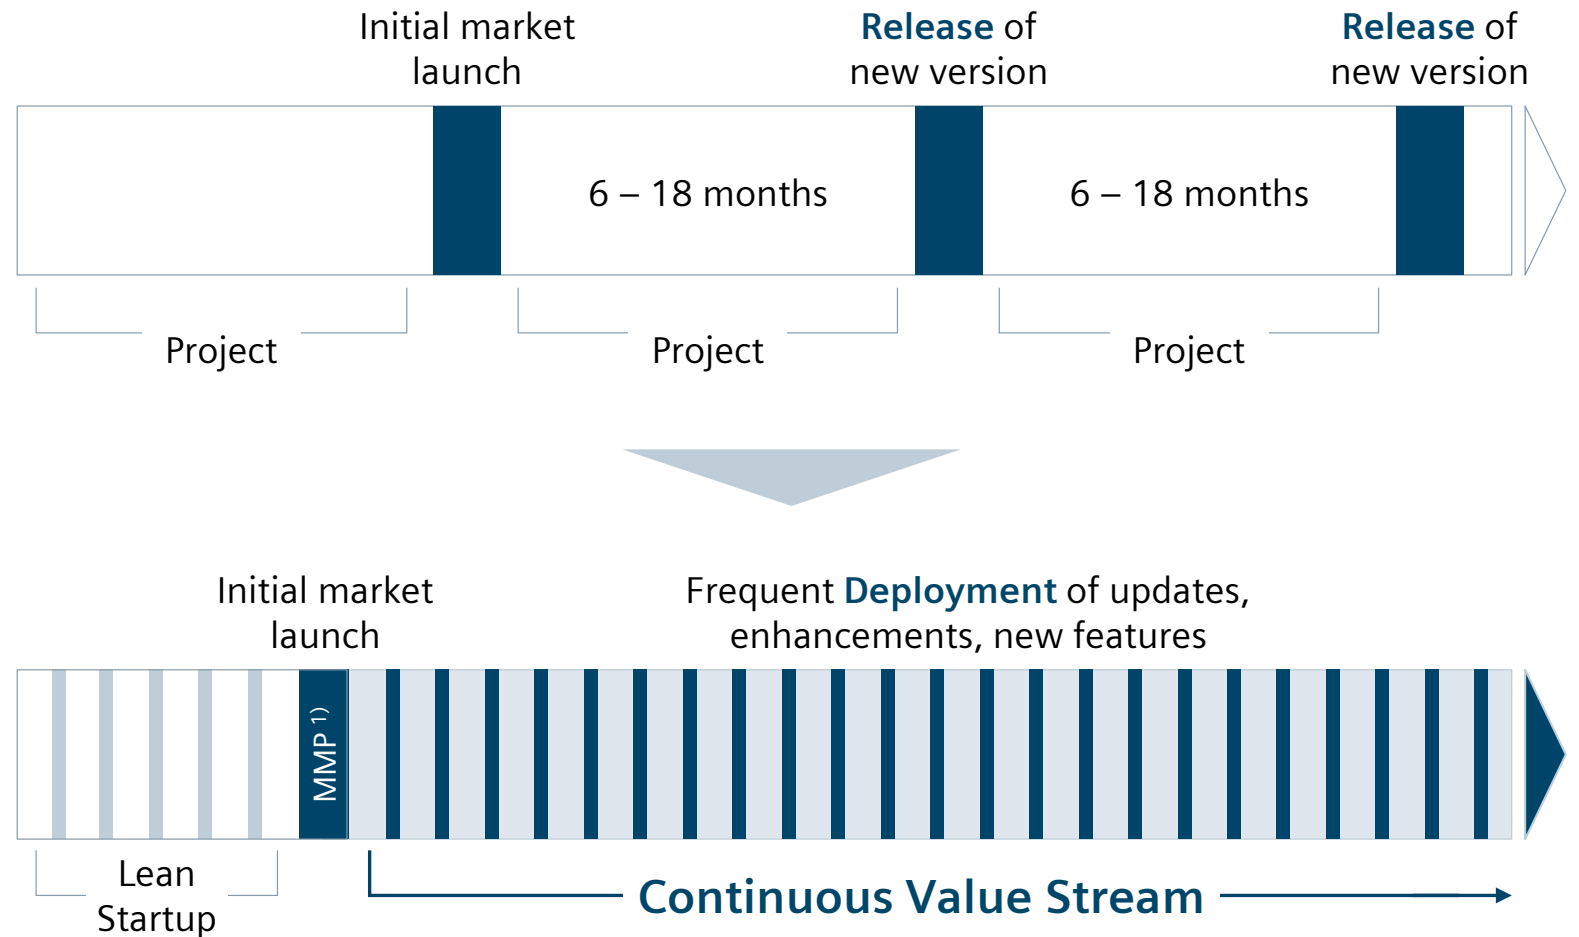 Initial market
launch
Release of
new version
Release of
new version
6 – 18 months
6 – 18 months
Project
Project
Project
Initial market
launch
Frequent Deployment of updates,
enhancements, new features
MMP 1)
Lean
Startup
Continuous Value Stream